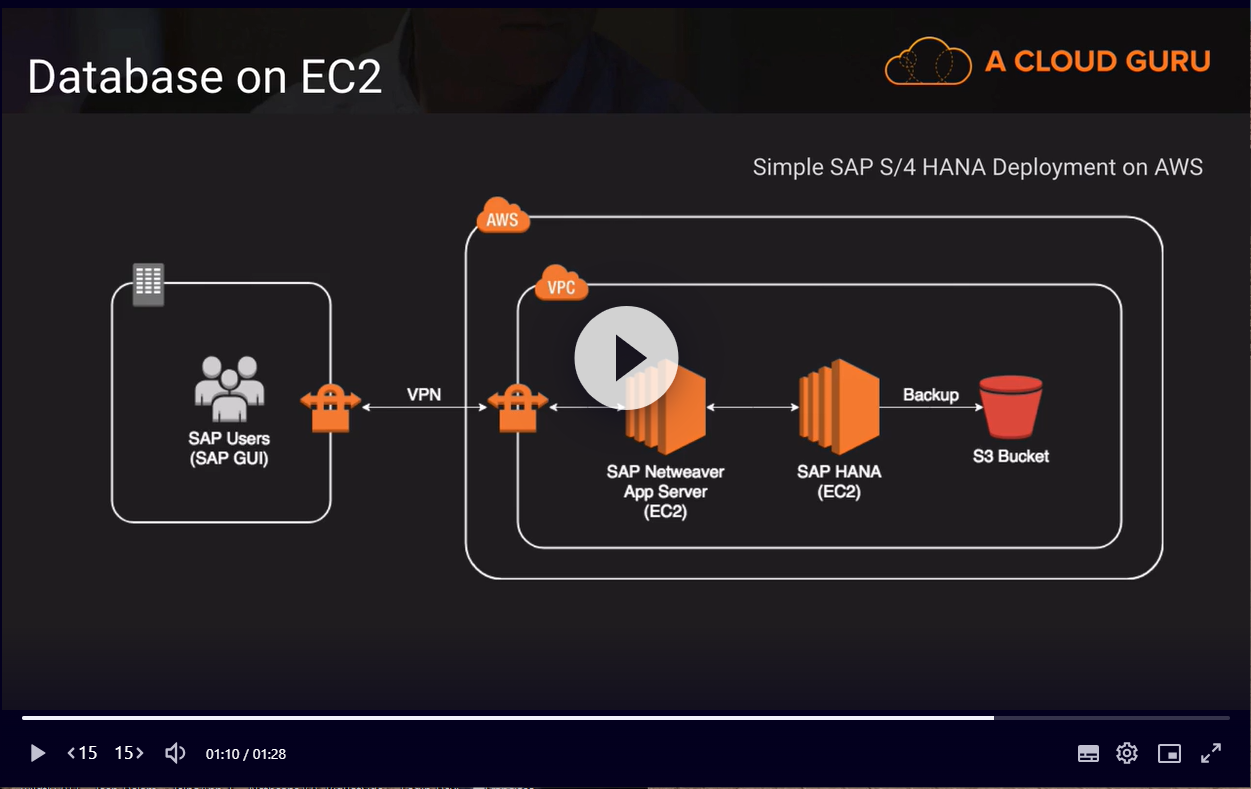 Database on EC2
A CLOUD GURU
Simple SAP S/4 HANA Deployment on AWS
AWS
VPC
VPN
Backup
SAP Users
(SAP GUI)
SAP Netweaver
App Server
(EC2)
SAP HANA
(EC2)
S3 Bucket
15
15
01:10 / 01:28